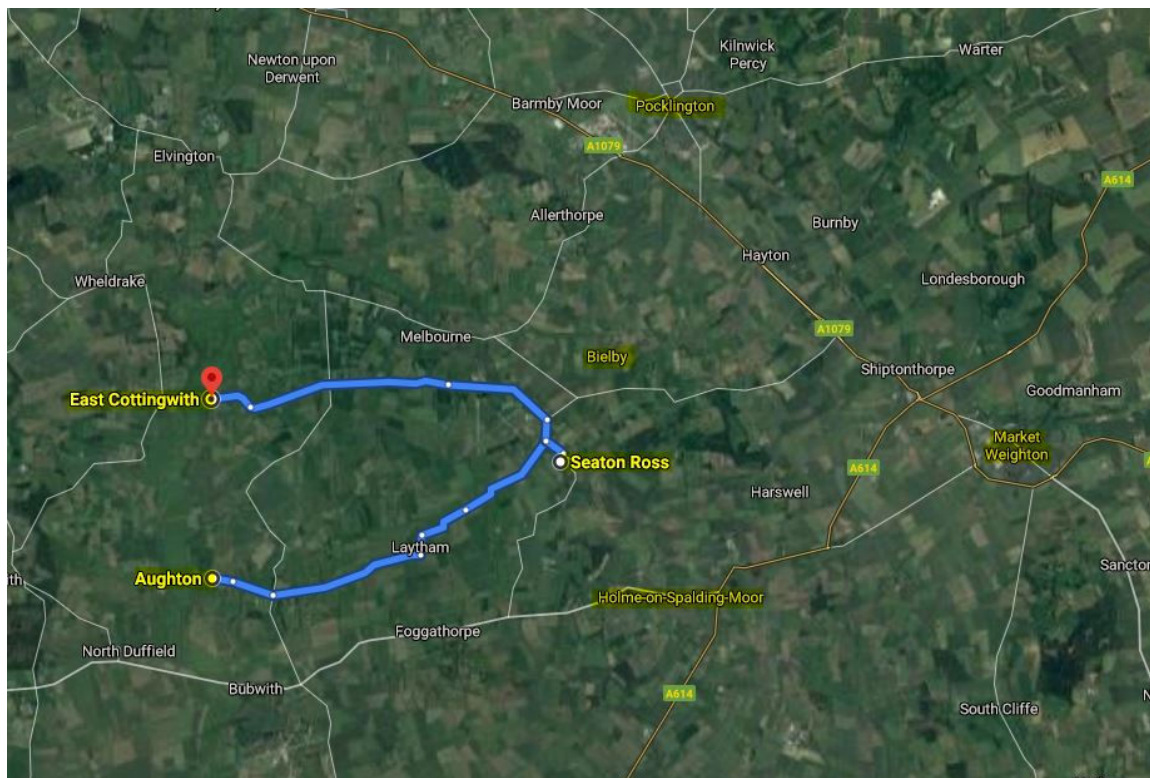 Kilnwick
Percy
Warter
Newton upon
Derwent
Barmby Moor
Pocklington
A1079
Elvington
A614
Allerthorpe
Burnby
Hayton
Wheldrake
Londesborough
Melbourne
A1079
Bielby
Shiptonthorpe
East Cottingwith
Goodmanham
Market
Weighton
Seaton Ross
A614
Harswell
Laytham
Sancton
Aughton
Holme-on-Spalding-Moor
Foggathorpe
North Duffield
Bubwith
A614
South Cliffe